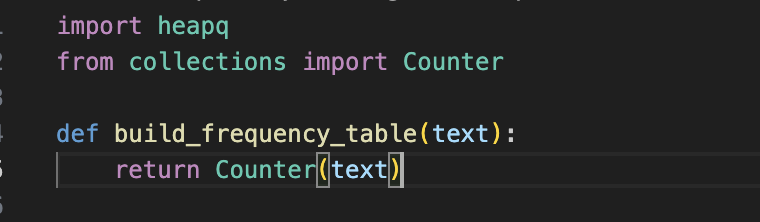 import heapq
from collections import Counter
def build_frequency_table(text):
    return Counter(text)